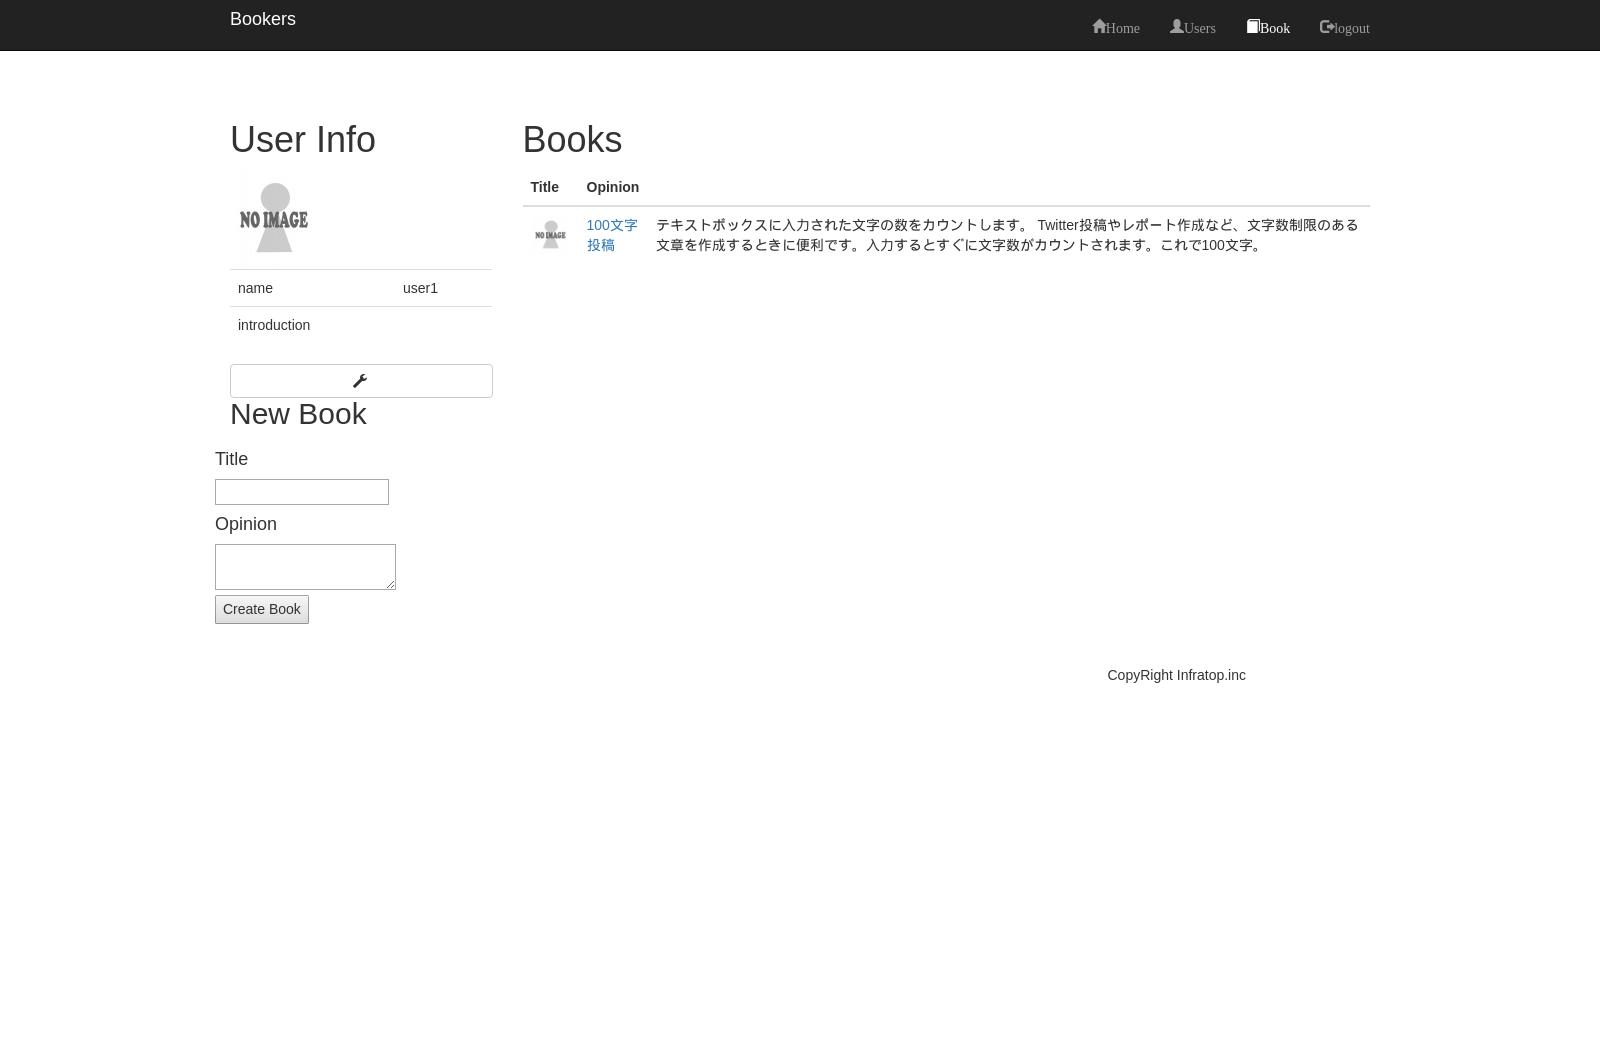 Bookers
Home Users Book logout
User Info
NO IMAGE
name user1
introduction
New Book
Title
Opinion
Create Book
Books
Title Opinion
NO IMAGE
100文字
投稿
テキストボックスに入力された文字の数をカウントします。 Twitter投稿やレポート作成など、文字数制限のある
文章を作成するときに便利です。入力するとすぐに文字数がカウントされます。これで100文字。
CopyRight Infratop.inc